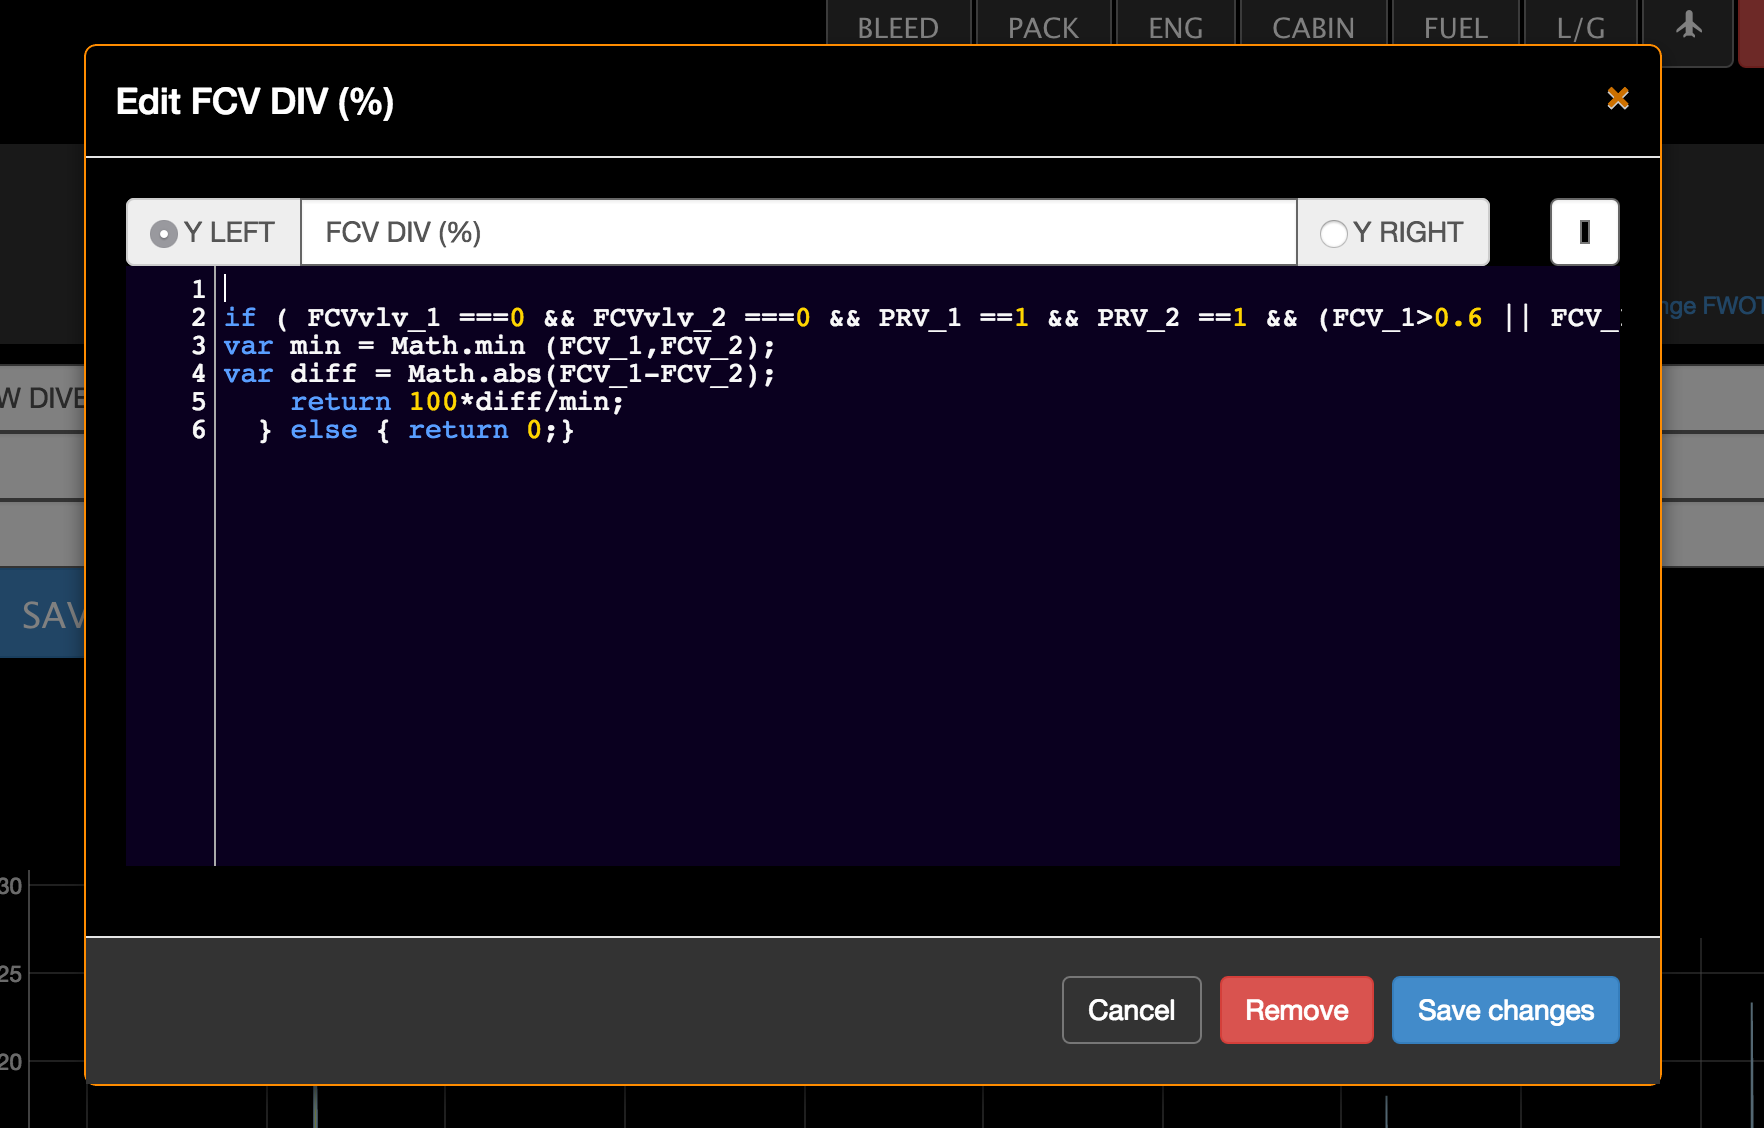 BLEED PACK ENG CABIN FUEL L/G
Edit FCV DIV (%)
Y LEFT FCV DIV (%) Y RIGHT
1
2 if ( FCVvlv_1 ===0 && FCVvlv_2 ===0 && PRV_1 ==1 && PRV_2 ==1 && (FCV_1>0.6 || FCV_
3 var min = Math.min (FCV_1,FCV_2);
4 var diff = Math.abs(FCV_1-FCV_2);
5 return 100*diff/min;
6 } else { return 0;}
nge FWOT
W DIVE
SAV
30
25
20
Cancel Remove Save changes